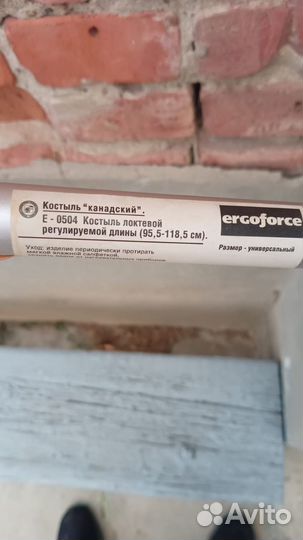 Костыль "канадский".
Е - 0504 Костыль локтевой
регулируемой длины (95,5-118,5 см).
Уход: изделие периодически протирать
мягкой влажной салфеткой,
ergoforce
Размер - универсальный
Avito